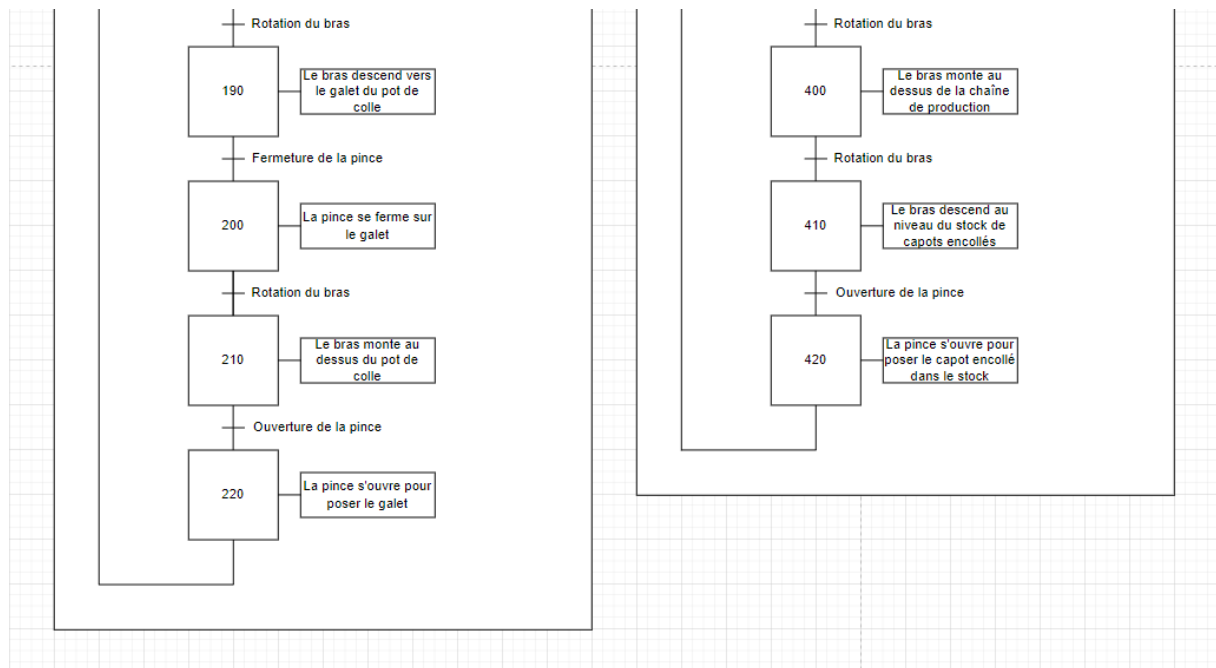 Rotation du bras
190
Le bras descend vers
le galet du pot de
colle
Fermeture de la pince
200
La pince se ferme sur
le galet
Rotation du bras
210
Le bras monte au
dessus du pot de
colle
Ouverture de la pince
220
La pince s'ouvre pour
poser le galet
Rotation du bras
400
Le bras monte au
dessus de la chaîne
de production
Rotation du bras
410
Le bras descend au
niveau du stock de
capots encollés
Ouverture de la pince
420
La pince s'ouvre pour
poser le capot encollé
dans le stock